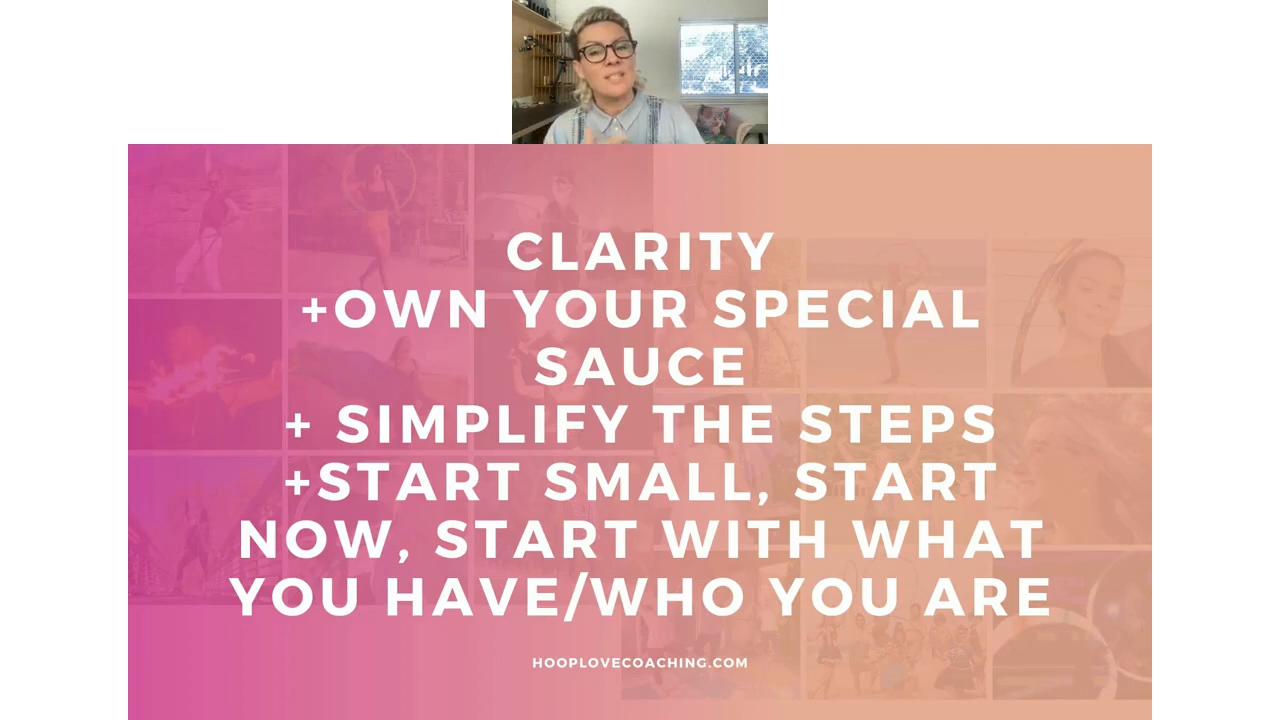 CLARITY
+OWN YOUR SPECIAL
SAUCE
+ SIMPLIFY THE STEPS
+START SMALL, START
NOW, START WITH WHAT
YOU HAVE/WHO YOU ARE
HOOPLOVECOACHING.COM